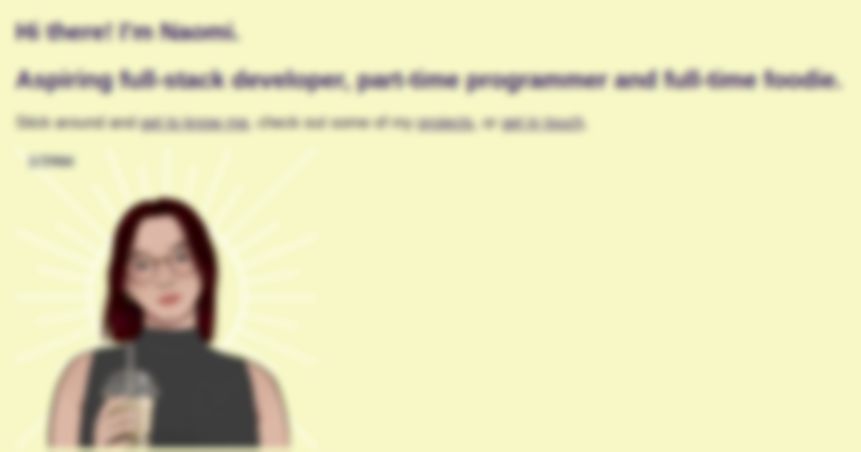 Hi there! I'm Naomi.
Aspiring full-stack developer, part-time programmer and full-time foodie.
Stick around and get to know me, check out some of my projects, or get in touch.